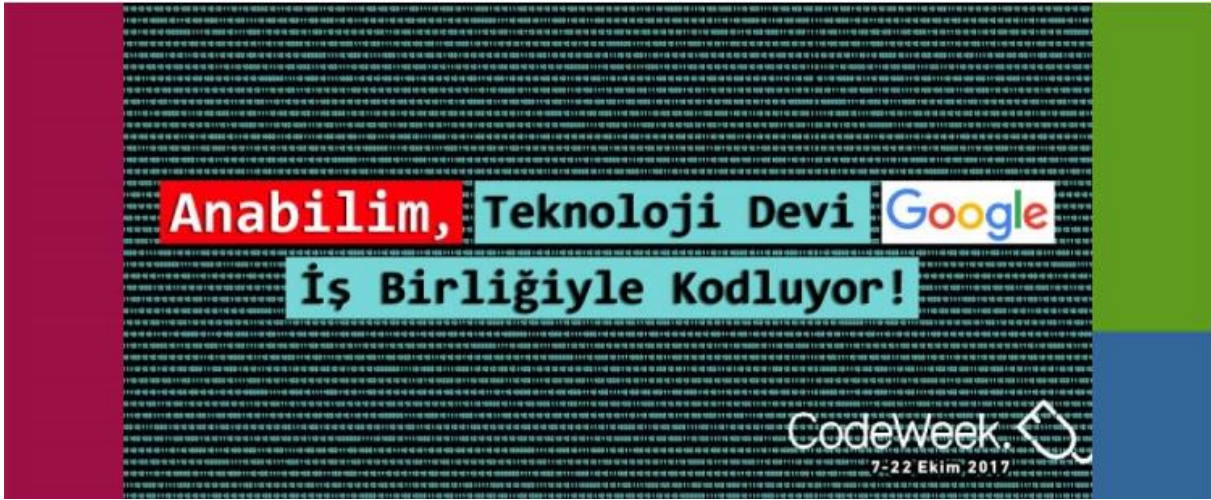 Anabilim, Teknoloji Devi Google
İş Birliğiyle Kodluyor!
CodeWeek.
7-22 Ekim 2017